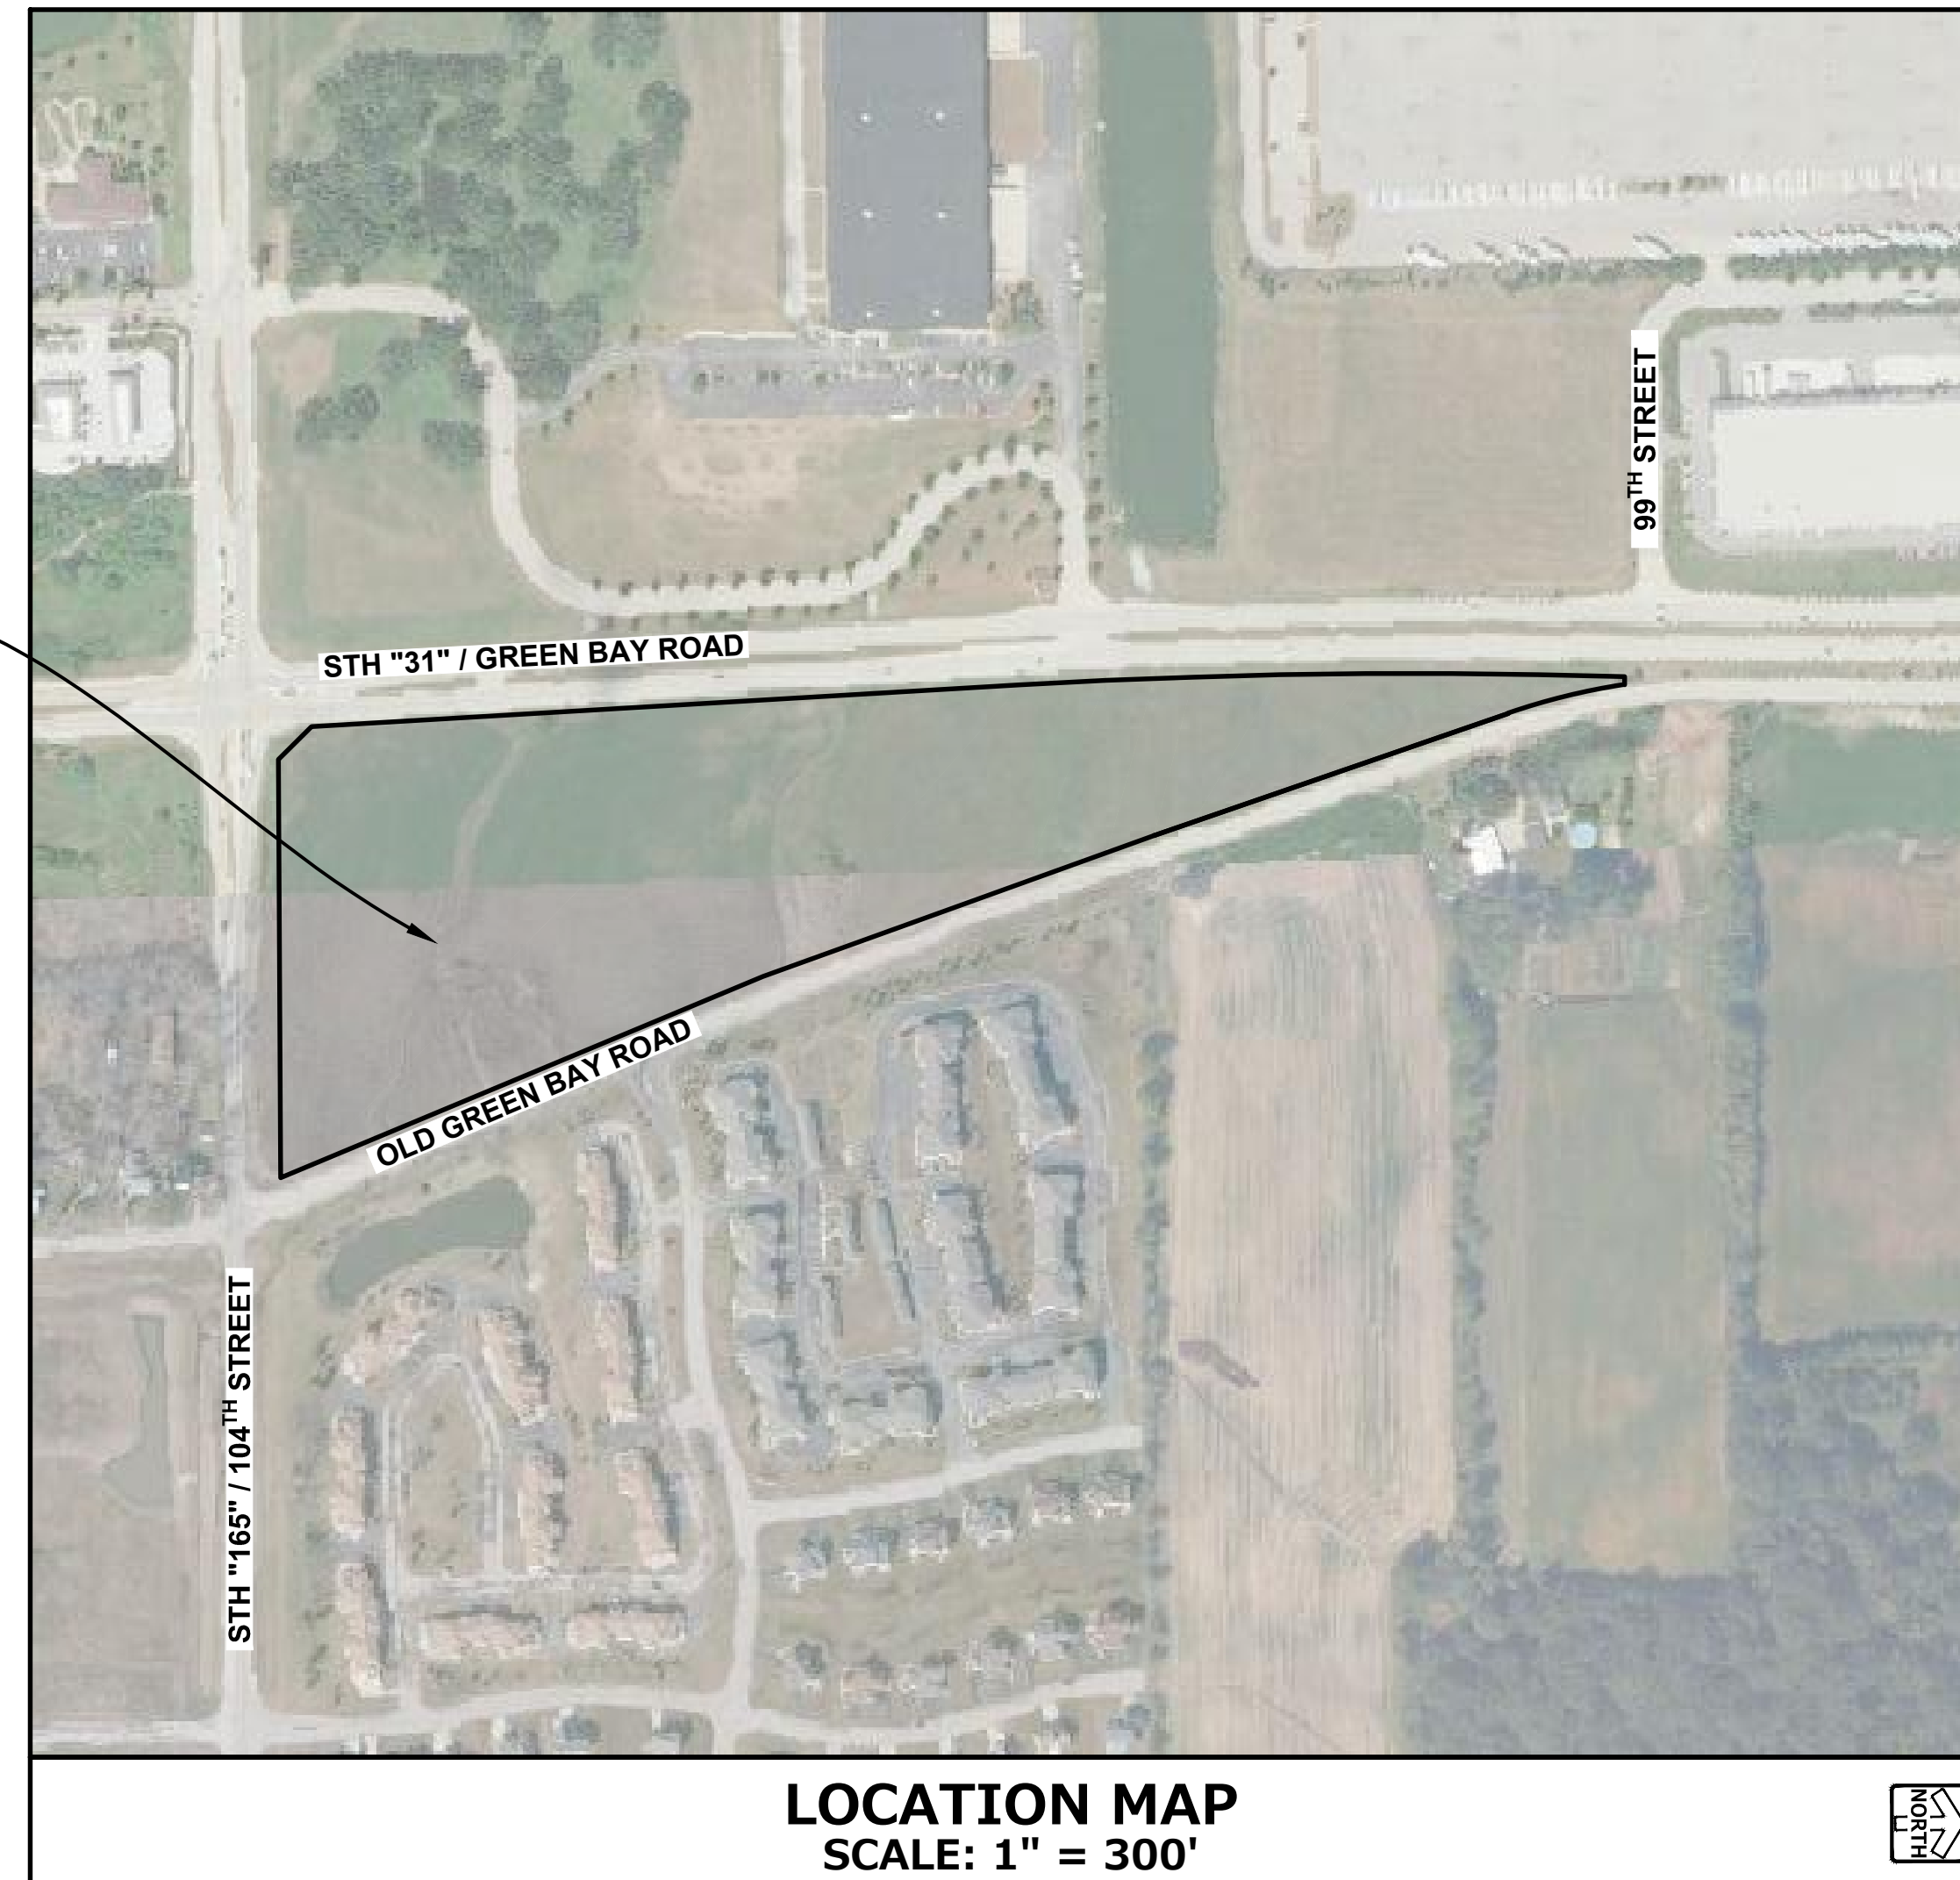 99TH STREET
STH "31" / GREEN BAY ROAD
OLD GREEN BAY ROAD
STH "165" / 104TH STREET
LOCATION MAP
SCALE: 1" = 300'
NORTH